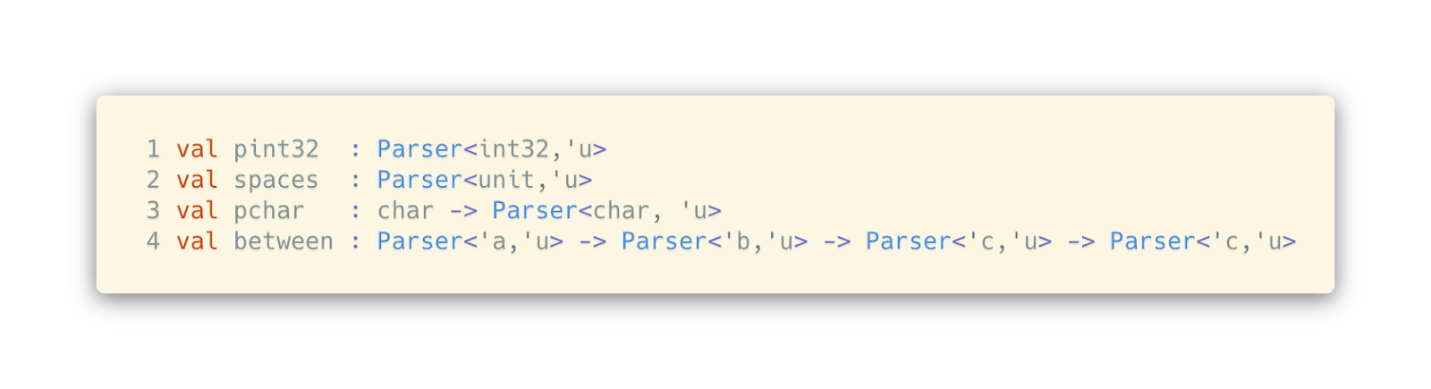 1 val pint32  : Parser<int32,'u>
2 val spaces  : Parser<unit,'u>
3 val pchar   : char -> Parser<char, 'u>
4 val between : Parser<'a,'u> -> Parser<'b,'u> -> Parser<'c,'u> -> Parser<'c,'u>